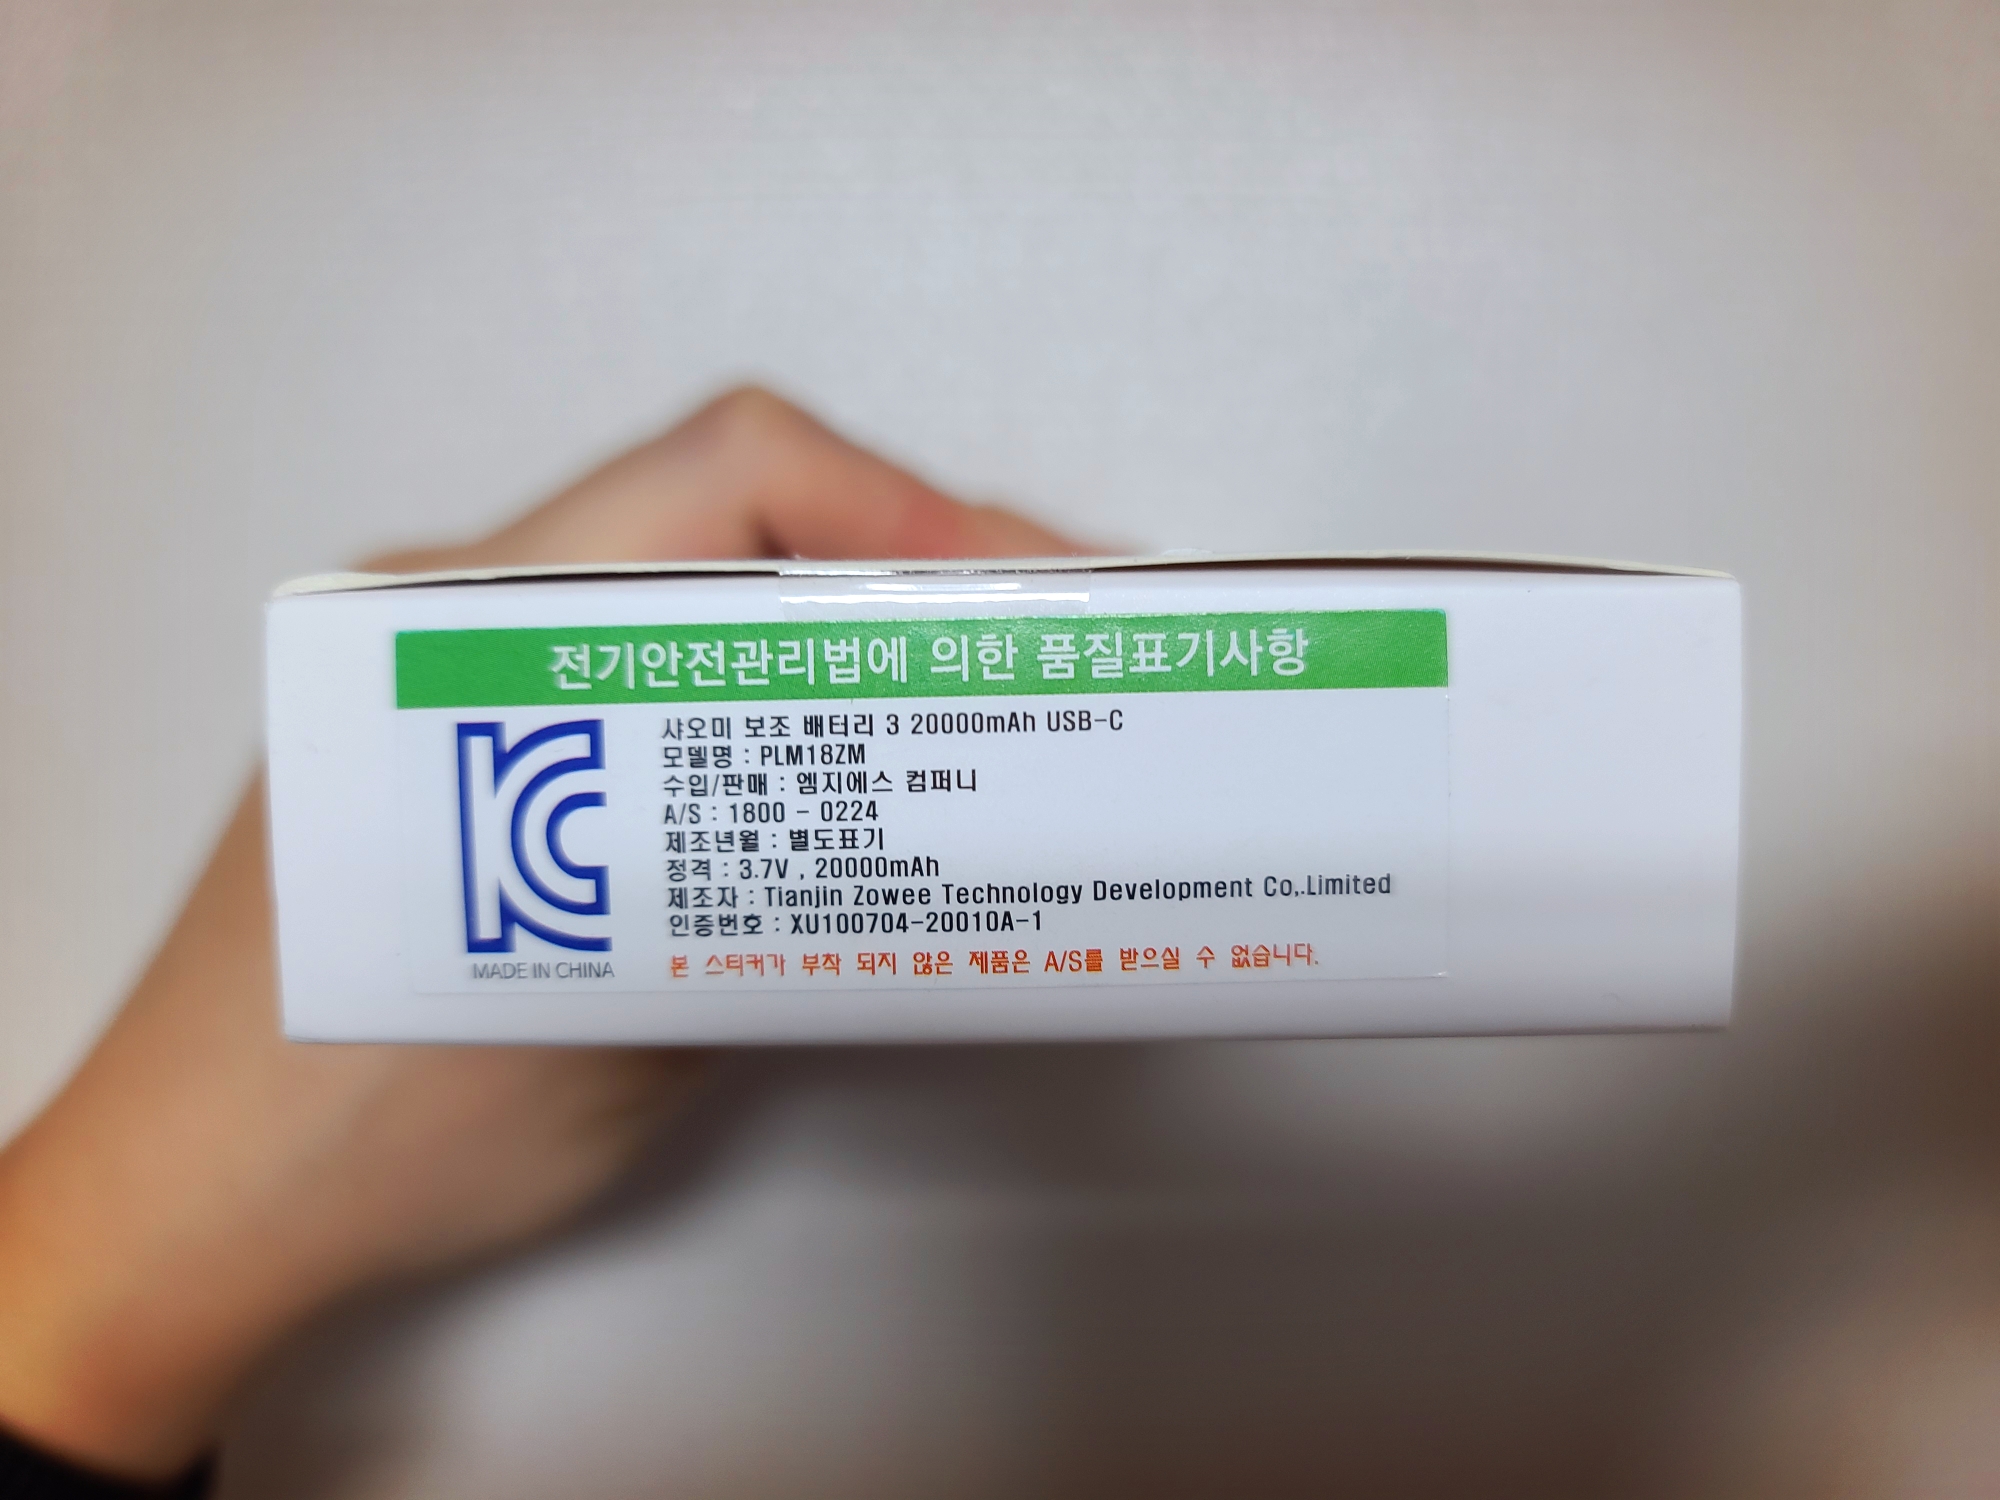 전기안전관리법에 의한 품질표기사항
샤오미 보조 배터리 3 20000mAh USB-C
모델명 : PLM18ZM
수입/판매 : 엠지에스 컴퍼니
A/S : 1800 - 0224
제조년월 : 별도표기
정격 : 3.7V , 20000mAh
제조자 : Tianjin Zowee Technology Development Co,.Limited
인증번호 : XU100704-20010A-1
본 스티커가 부착 되지 않은 제품은 A/S를 받으실 수 없습니다.
KC
MADE IN CHINA